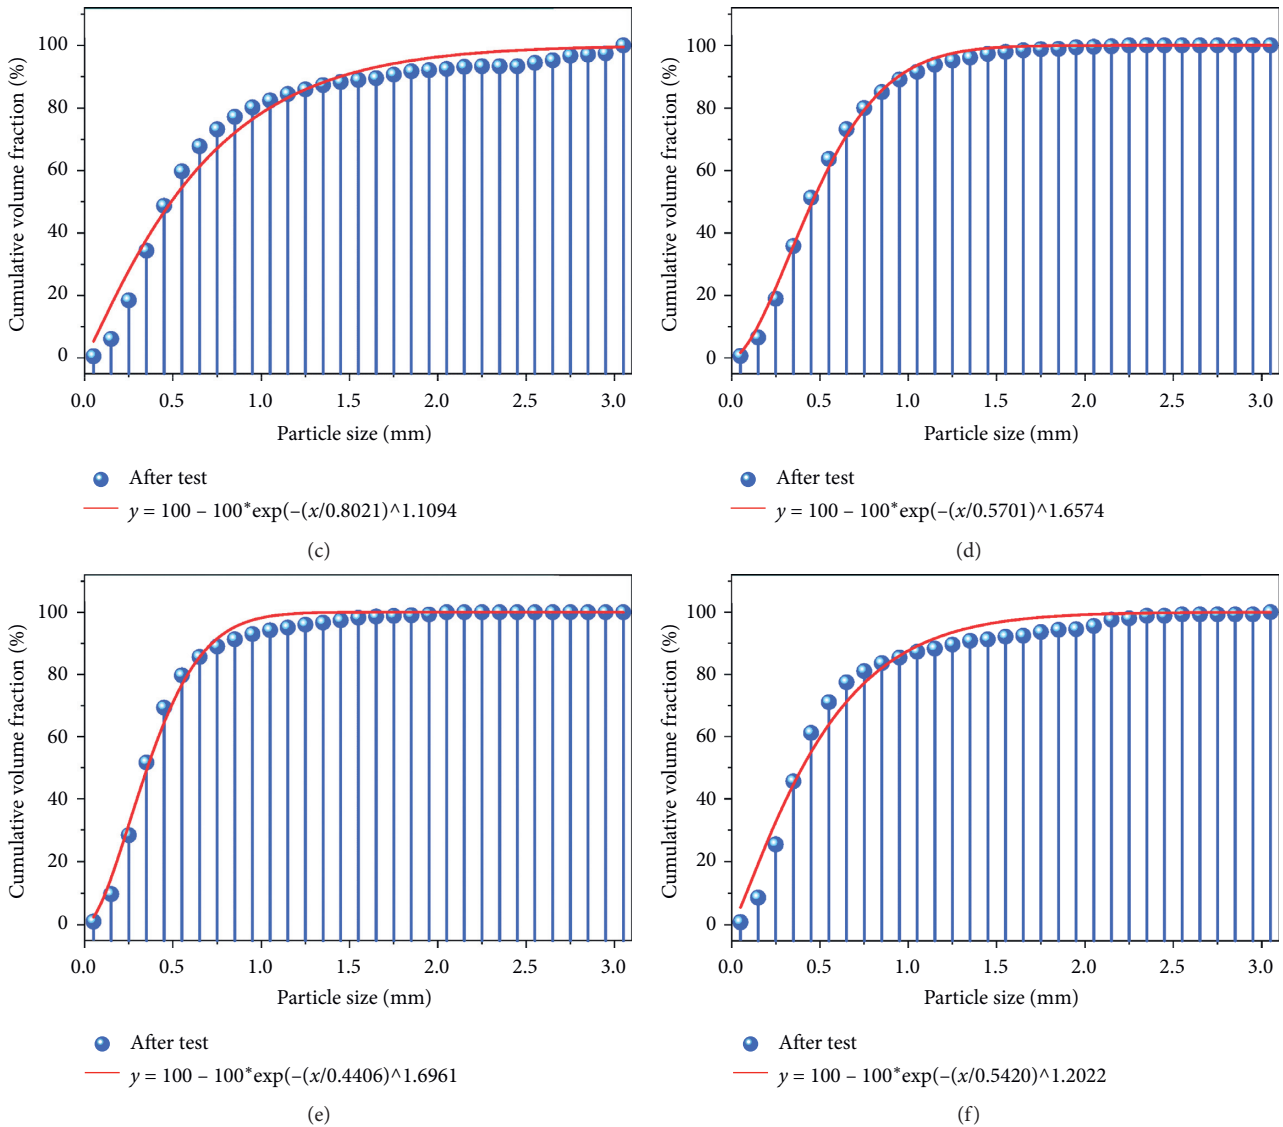 Cumulative volume fraction (%)
100
80
60
40
20
0
0.0 0.5 1.0 1.5 2.0 2.5 3.0
Particle size (mm)
After test
y = 100 – 100*exp(–(x/0.8021)^1.1094
(c)
Cumulative volume fraction (%)
100
80
60
40
20
0
0.0 0.5 1.0 1.5 2.0 2.5 3.0
Particle size (mm)
After test
y = 100 – 100*exp(–(x/0.5701)^1.6574
(d)
Cumulative volume fraction (%)
100
80
60
40
20
0
0.0 0.5 1.0 1.5 2.0 2.5 3.0
Particle size (mm)
After test
y = 100 – 100*exp(–(x/0.4406)^1.6961
(e)
Cumulative volume fraction (%)
100
80
60
40
20
0
0.0 0.5 1.0 1.5 2.0 2.5 3.0
Particle size (mm)
After test
y = 100 – 100*exp(–(x/0.5420)^1.2022
(f)